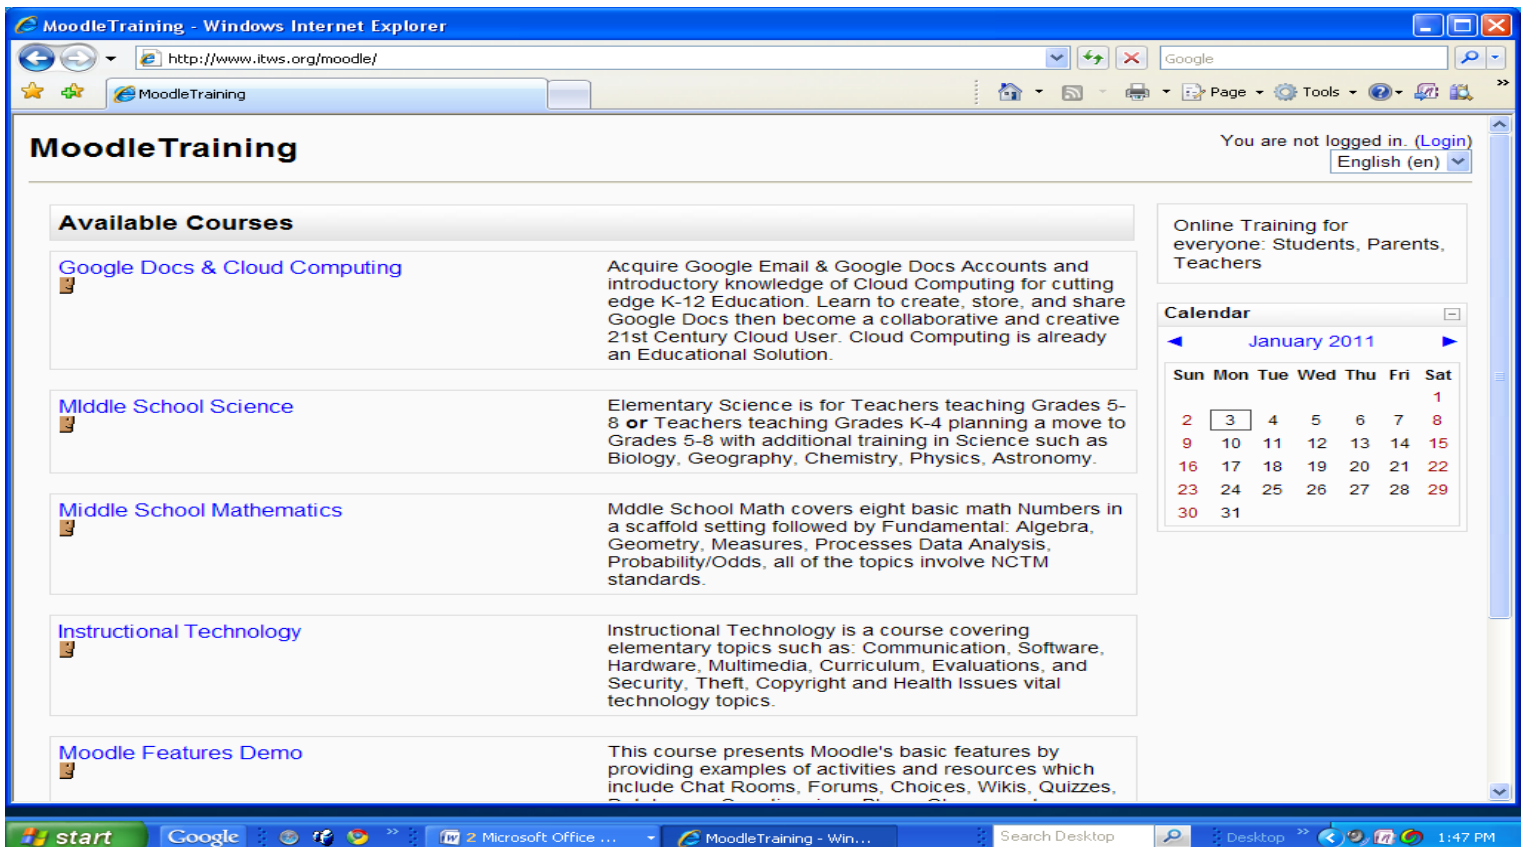 MoodleTraining - Windows Internet Explorer
http://www.itws.org/moodle/
Google
MoodleTraining
Page
Tools
»
MoodleTraining
You are not logged in. (Login)
English (en)
Available Courses
Google Docs & Cloud Computing
Acquire Google Email & Google Docs Accounts and
introductory knowledge of Cloud Computing for cutting
edge K-12 Education. Learn to create, store, and share
Google Docs then become a collaborative and creative
21st Century Cloud User. Cloud Computing is already
an Educational Solution.
MIddle School Science
Elementary Science is for Teachers teaching Grades 5-
8 or Teachers teaching Grades K-4 planning a move to
Grades 5-8 with additional training in Science such as
Biology, Geography, Chemistry, Physics, Astronomy.
Middle School Mathematics
Mddle School Math covers eight basic math Numbers in
a scaffold setting followed by Fundamental: Algebra,
Geometry, Measures, Processes Data Analysis,
Probability/Odds, all of the topics involve NCTM
standards.
Instructional Technology
Instructional Technology is a course covering
elementary topics such as: Communication, Software,
Hardware, Multimedia, Curriculum, Evaluations, and
Security, Theft, Copyright and Health Issues vital
technology topics.
Moodle Features Demo
This course presents Moodle's basic features by
providing examples of activities and resources which
include Chat Rooms, Forums, Choices, Wikis, Quizzes,
Online Training for
everyone: Students, Parents,
Teachers
Calendar
January 2011
Sun Mon Tue Wed Thu Fri Sat
1
2 3 4 5 6 7 8
9 10 11 12 13 14 15
16 17 18 19 20 21 22
23 24 25 26 27 28 29
30 31
start
Google
»
2 Microsoft Office ...
MoodleTraining - Win...
Search Desktop
Desktop
»
1:47 PM